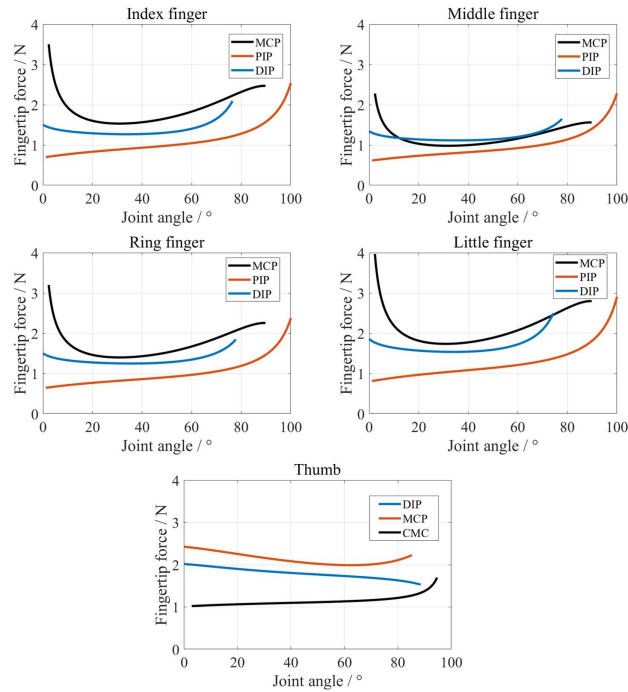 Index finger
Fingertip force / N
4
3
2
1
0
MCP
PIP
DIP
0 20 40 60 80 100
Joint angle / °
Middle finger
Fingertip force / N
4
3
2
1
0
MCP
PIP
DIP
0 20 40 60 80 100
Joint angle / °
Ring finger
Fingertip force / N
4
3
2
1
0
MCP
PIP
DIP
0 20 40 60 80 100
Joint angle / °
Little finger
Fingertip force / N
4
3
2
1
0
MCP
PIP
DIP
0 20 40 60 80 100
Joint angle / °
Thumb
Fingertip force / N
4
3
2
1
0
DIP
MCP
CMC
0 20 40 60 80 100
Joint angle / °